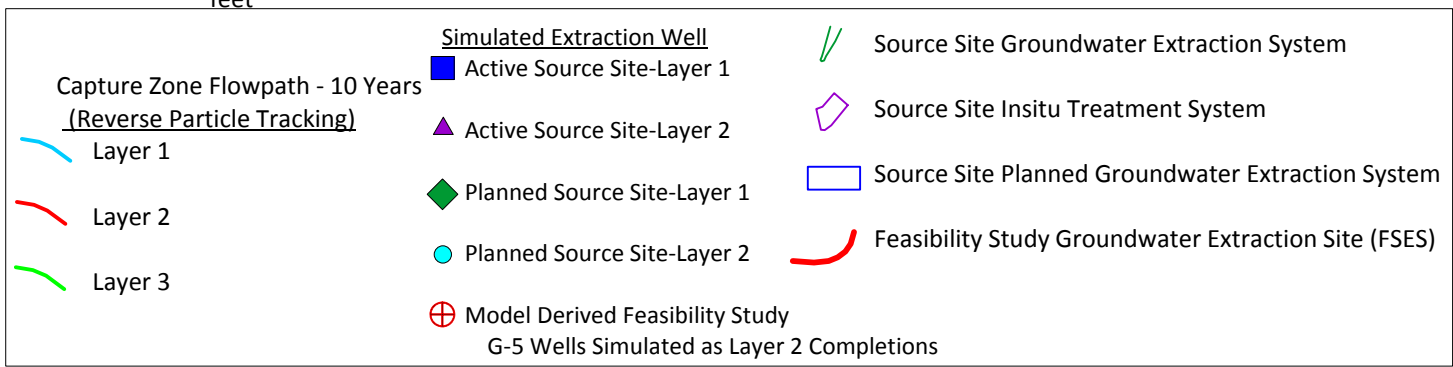 feet
Capture Zone Flowpath - 10 Years
(Reverse Particle Tracking)
Layer 1
Layer 2
Layer 3
Simulated Extraction Well
Active Source Site-Layer 1
Active Source Site-Layer 2
Planned Source Site-Layer 1
Planned Source Site-Layer 2
Model Derived Feasibility Study
G-5 Wells Simulated as Layer 2 Completions
Source Site Groundwater Extraction System
Source Site Insitu Treatment System
Source Site Planned Groundwater Extraction System
Feasibility Study Groundwater Extraction Site (FSES)